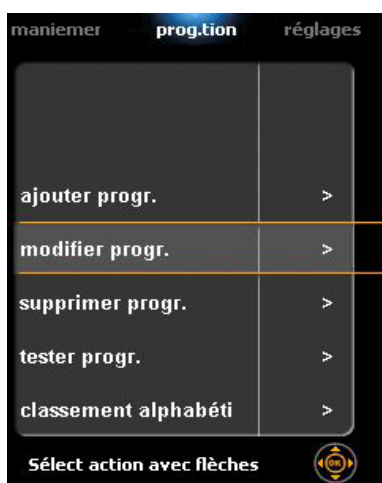 maniemer prog.tion réglages
ajouter progr. >
modifier progr. >
supprimer progr. >
tester progr. >
classement alphabéti >
Sélect action avec flèches OK